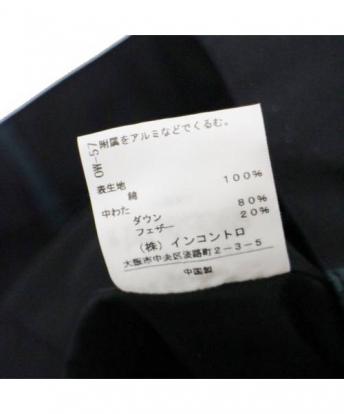 附属をアルミなどでくるむ。
OW-57
表生地
綿 100%
中わた
ダウン 80%
フェザー 20%
(株)インコントロ
大阪市中央区淡路町2-3-5
中国製